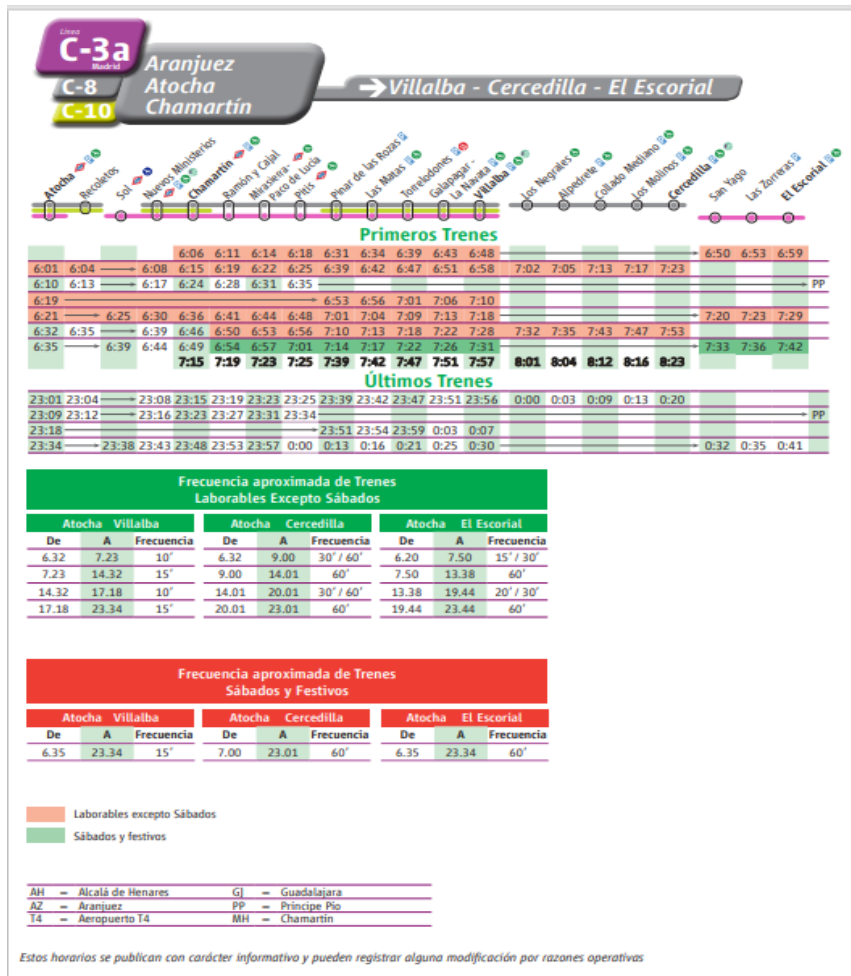 Línea
C-3a
Madrid
C-8
C-10
Aranjuez
Atocha
Chamartín
Villalba - Cercedilla - El Escorial
Atocha
Recoletos
Sol
Nuevos Ministerios
Chamartín
Ramón y Cajal
Mirasierra-
Paco de Lucía
Pitis
Pinar de las Rozas
Las Matas
Torrelodones
Galapagar -
La Navata
Villalba
Los Negrales
Alpedrete
Collado Mediano
Los Molinos
Cercedilla
San Yago
Las Zorreras
El Escorial
Primeros Trenes
6:06 6:11 6:14 6:18 6:31 6:34 6:39 6:43 6:48 6:50 6:53 6:59
6:01 6:04 6:08 6:15 6:19 6:22 6:25 6:39 6:42 6:47 6:51 6:58 7:02 7:05 7:13 7:17 7:23
6:10 6:13 6:17 6:24 6:28 6:31 6:35 PP
6:19 6:53 6:56 7:01 7:06 7:10
6:21 6:25 6:30 6:36 6:41 6:44 6:48 7:01 7:04 7:09 7:13 7:18 7:20 7:23 7:29
6:32 6:35 6:39 6:46 6:50 6:53 6:56 7:10 7:13 7:18 7:22 7:28 7:32 7:35 7:43 7:47 7:53
6:35 6:39 6:44 6:49 6:54 6:57 7:01 7:14 7:17 7:22 7:26 7:31 7:33 7:36 7:42
7:15 7:19 7:23 7:25 7:39 7:42 7:47 7:51 7:57 8:01 8:04 8:12 8:16 8:23
Últimos Trenes
23:01 23:04 23:08 23:15 23:19 23:23 23:25 23:39 23:42 23:47 23:51 23:56 0:00 0:03 0:09 0:13 0:20
23:09 23:12 23:16 23:23 23:27 23:31 23:34 PP
23:18 23:51 23:54 23:59 0:03 0:07
23:34 23:38 23:43 23:48 23:53 23:57 0:00 0:13 0:16 0:21 0:25 0:30 0:32 0:35 0:41
Frecuencia aproximada de Trenes
Laborables Excepto Sábados
Atocha Villalba Atocha Cercedilla Atocha El Escorial
De A Frecuencia De A Frecuencia De A Frecuencia
6.32 7.23 10′ 6.32 9.00 30′ / 60′ 6.20 7.50 15′ / 30′
7.23 14.32 15′ 9.00 14.01 60′ 7.50 13.38 60′
14.32 17.18 10′ 14.01 20.01 30′ / 60′ 13.38 19.44 20′ / 30′
17.18 23.34 15′ 20.01 23.01 60′ 19.44 23.44 60′
Frecuencia aproximada de Trenes
Sábados y Festivos
Atocha Villalba Atocha Cercedilla Atocha El Escorial
De A Frecuencia De A Frecuencia De A Frecuencia
6.35 23.34 15′ 7.00 23.01 60′ 6.35 23.34 60′
Laborables excepto Sábados
Sábados y festivos
AH – Alcalá de Henares GJ – Guadalajara
AZ – Aranjuez PP – Príncipe Pío
T4 – Aeropuerto T4 MH – Chamartín
Estos horarios se publican con carácter informativo y pueden registrar alguna modificación por razones operativas